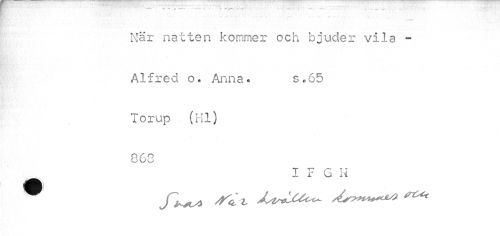 När natten kommer och bjuder vila -
Alfred o. Anna. s.65
Torup (Hl)
868
I F G H
Svas När kvällen kommer och